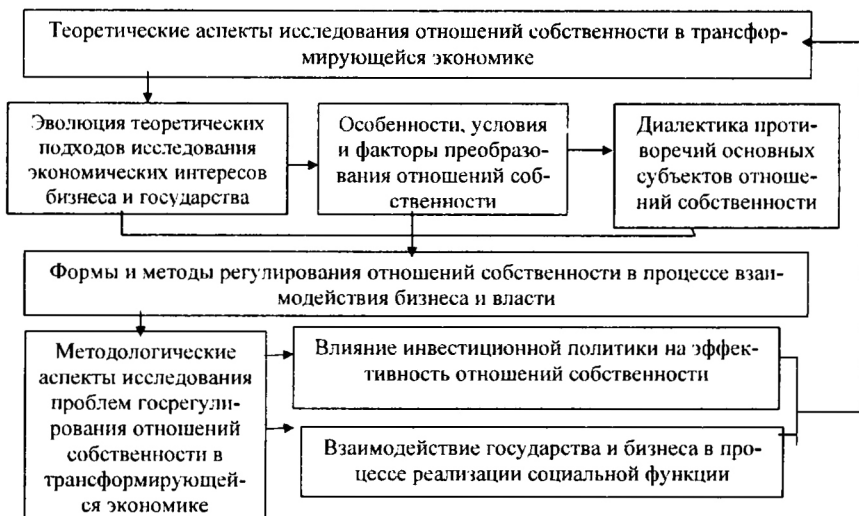 Теоретические аспекты исследования отношений собственности в трансфор-
мирующейся экономике
Эволюция теоретических
подходов исследования
экономических интересов
бизнеса и государства
Особенности, условия
и факторы преобразо-
вания отношений соб-
ственности
Диалектика проти-
воречий основных
субъектов отноше-
ний собственности
Формы и методы регулирования отношений собственности в процессе взаи-
модействия бизнеса и власти
Методологические
аспекты исследования
проблем госрегули-
рования отношений
собственности в
трансформирующей-
ся экономике
Влияние инвестиционной политики на эффек-
тивность отношений собственности
Взаимодействие государства и бизнеса в про-
цессе реализации социальной функции